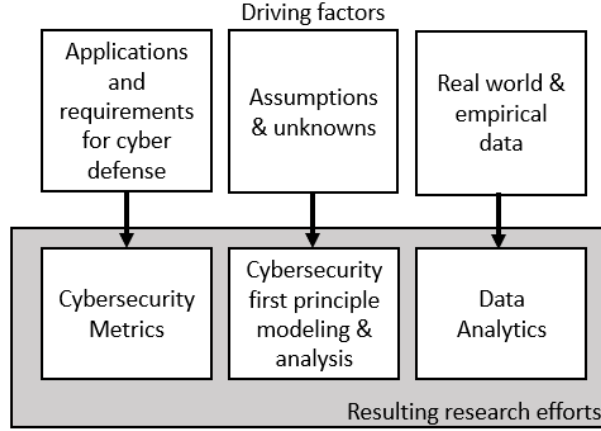 Driving factors
Applications
and
requirements
for cyber
defense
Assumptions
& unknowns
Real world &
empirical
data
Cybersecurity
Metrics
Cybersecurity
first principle
modeling &
analysis
Data
Analytics
Resulting research efforts